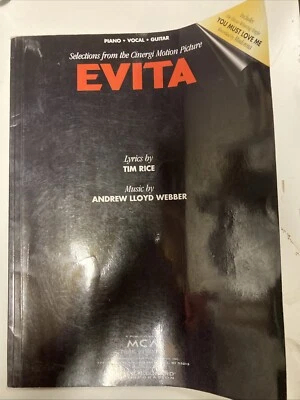 PIANO • VOCAL • GUITAR
Selections from the Cinergi Motion Picture
EVITA
Includes
YOU MUST LOVE ME
Lyrics by
TIM RICE
Music by
ANDREW LLOYD WEBBER
MCA